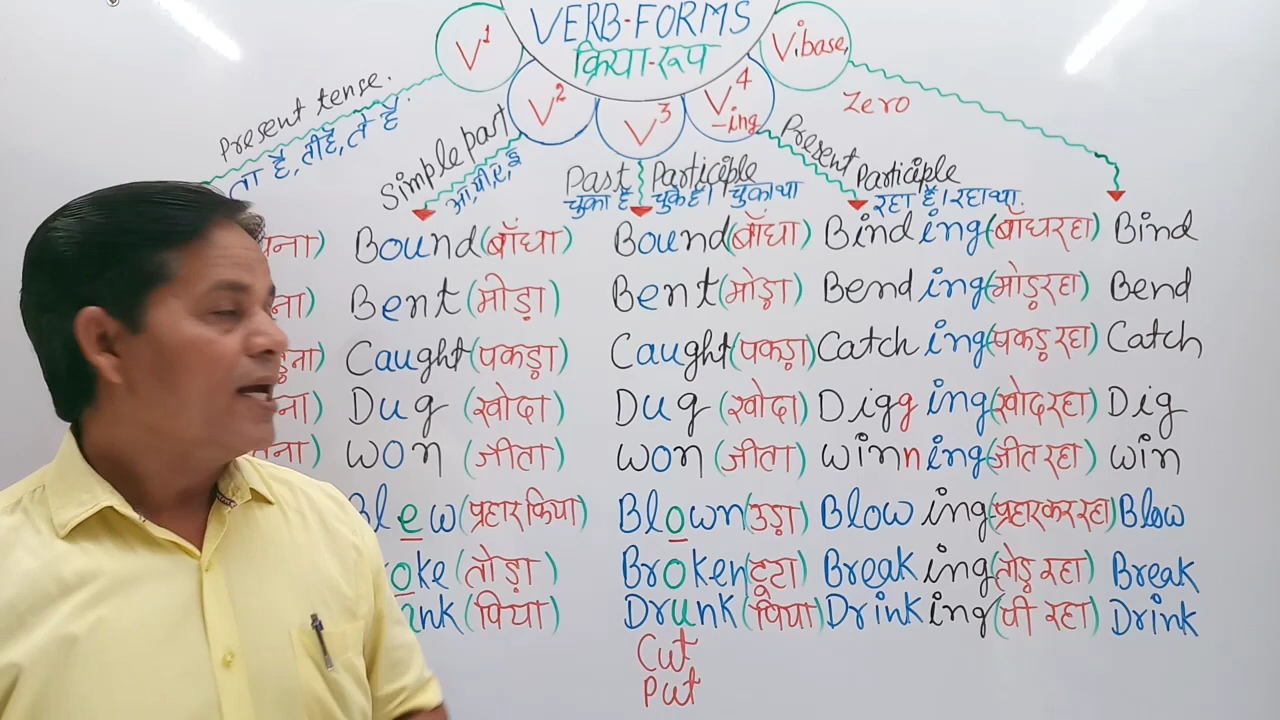 VERB-FORMS
क्रिया-रूप
V1
V2
V3
V4
-ing
V.base,
Present tense.
ता है, ती है, ते हैं.
Simple past
आ, यी, ए, ई
Past Participle
चुका है चुके हैं। चुका था
Present Participle
रहा हैं। रहा था.
Zero
ना) Bound (बाँधा) Bound (बाँधा) Binding (बाँध रहा) Bind
ना) Bent (मोड़ा) Bent (मोड़ा) Bending (मोड़ रहा) Bend
ड़ना) Caught (पकड़ा) Caught (पकड़ा) Catching (पकड़ रहा) Catch
ना) Dug (खोदा) Dug (खोदा) Digging (खोद रहा) Dig
ना) Won (जीता) Won (जीता) Winning (जीत रहा) Win
Blew (प्रहार किया) Blown (उड़ा) Blowing (प्रहार कर रहा) Blow
oke (तोड़ा) Broken (टूटा) Breaking (तोड़ रहा) Break
ank (पिया) Drunk (पिया) Drinking (पी रहा) Drink
Cut
Put